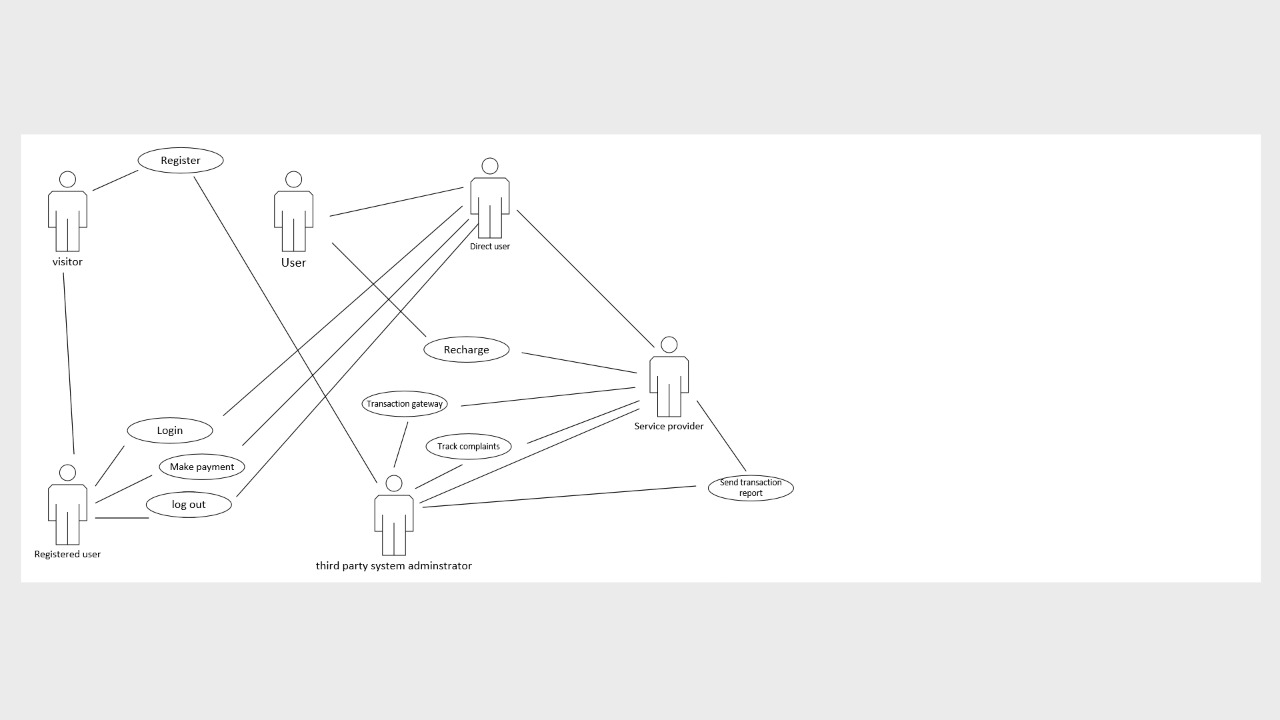 Register
visitor
User
Direct user
Recharge
Transaction gateway
Service provider
Login
Track complaints
Make payment
Send transaction
report
log out
Registered user
third party system adminstrator